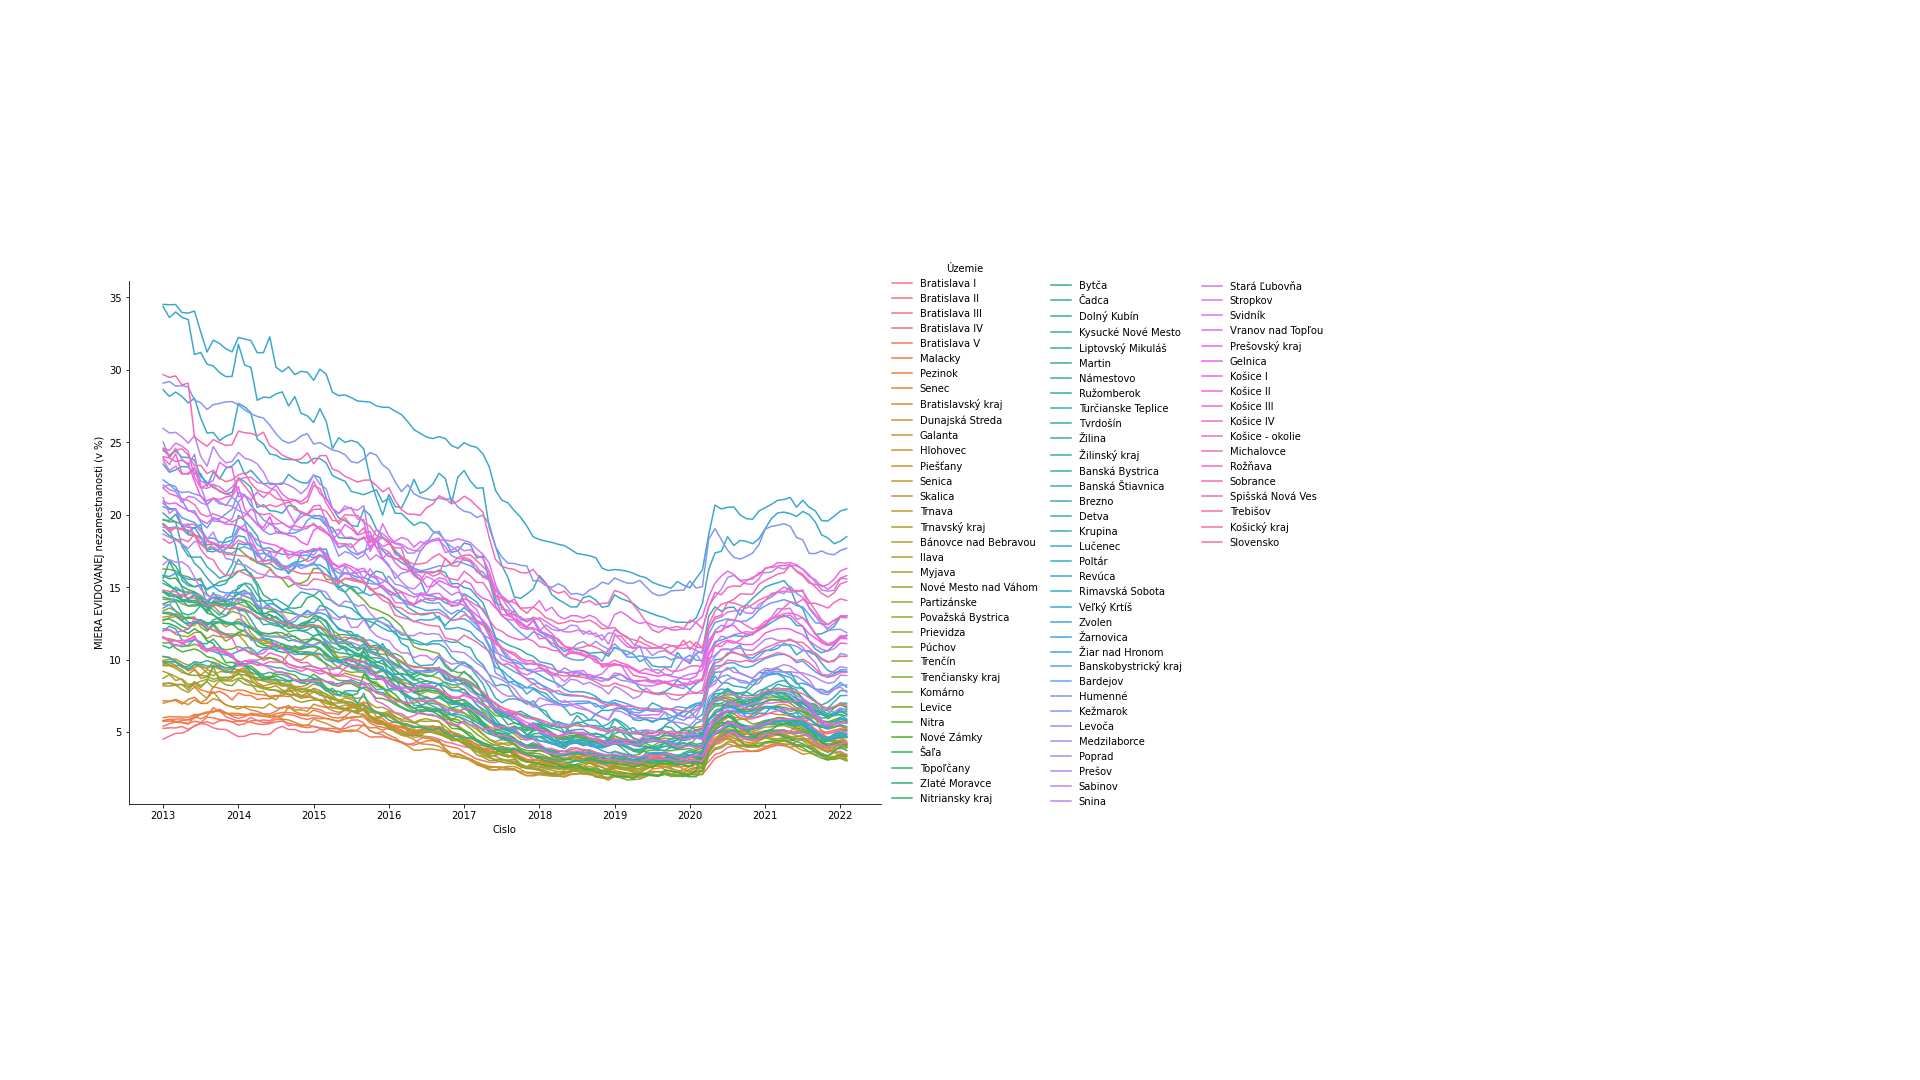 Územie
Bratislava I
Bratislava II
Bratislava III
Bratislava IV
Bratislava V
Malacky
Pezinok
Senec
Bratislavský kraj
Dunajská Streda
Galanta
Hlohovec
Piešťany
Senica
Skalica
Trnava
Trnavský kraj
Bánovce nad Bebravou
Ilava
Myjava
Nové Mesto nad Váhom
Partizánske
Považská Bystrica
Prievidza
Púchov
Trenčín
Trenčiansky kraj
Komárno
Levice
Nitra
Nové Zámky
Šaľa
Topoľčany
Zlaté Moravce
Nitriansky kraj
Bytča
Čadca
Dolný Kubín
Kysucké Nové Mesto
Liptovský Mikuláš
Martin
Námestovo
Ružomberok
Turčianske Teplice
Tvrdošín
Žilina
Žilinský kraj
Banská Bystrica
Banská Štiavnica
Brezno
Detva
Krupina
Lučenec
Poltár
Revúca
Rimavská Sobota
Veľký Krtíš
Zvolen
Žarnovica
Žiar nad Hronom
Banskobystrický kraj
Bardejov
Humenné
Kežmarok
Levoča
Medzilaborce
Poprad
Prešov
Sabinov
Snina
Stará Ľubovňa
Stropkov
Svidník
Vranov nad Topľou
Prešovský kraj
Gelnica
Košice I
Košice II
Košice III
Košice IV
Košice - okolie
Michalovce
Rožňava
Sobrance
Spišská Nová Ves
Trebišov
Košický kraj
Slovensko
MIERA EVIDOVANEJ nezamestnanosti (v %)
35
30
25
20
15
10
5
2013 2014 2015 2016 2017 2018 2019 2020 2021 2022
Cislo